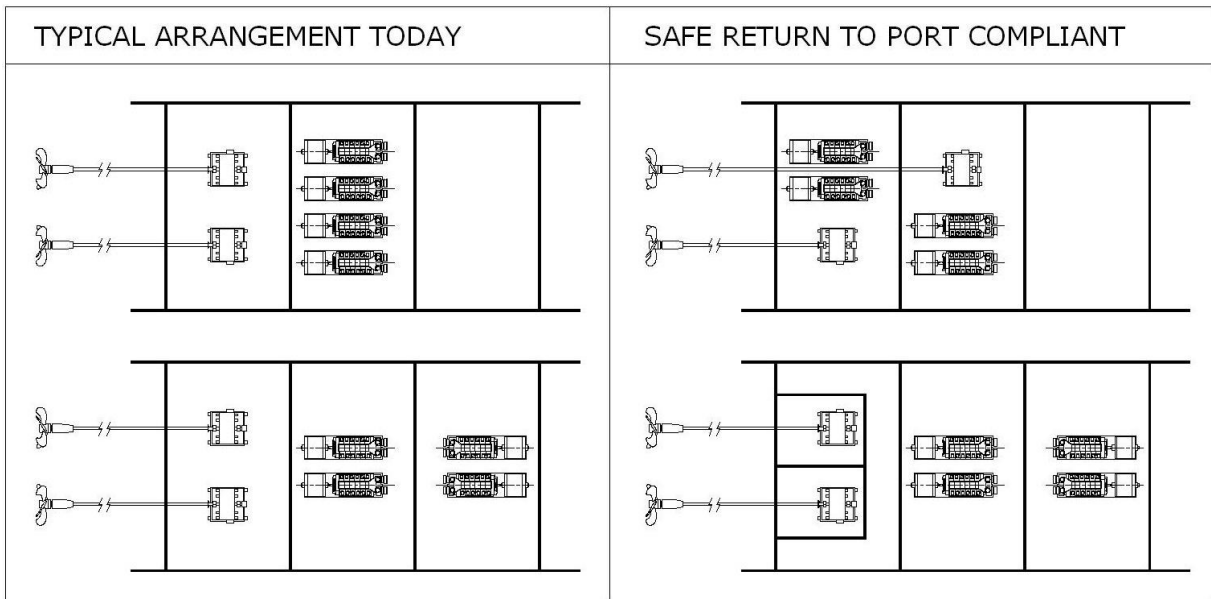 TYPICAL ARRANGEMENT TODAY
SAFE RETURN TO PORT COMPLIANT